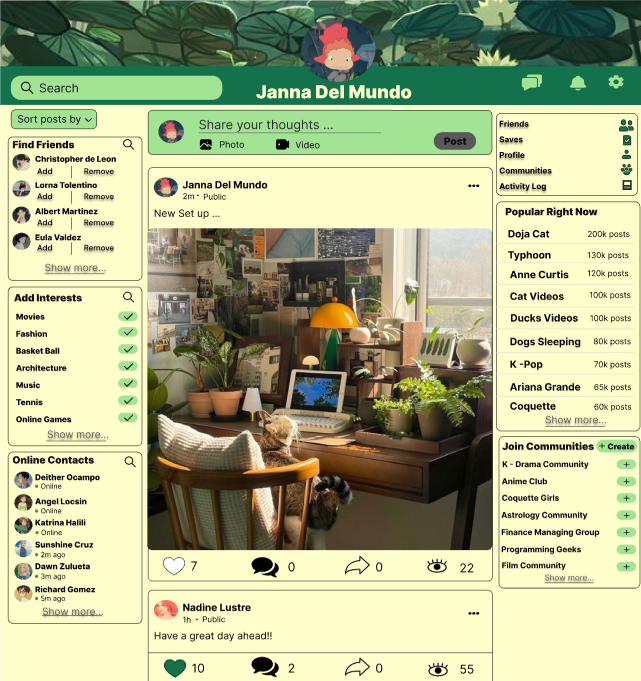 Search
Janna Del Mundo
Sort posts by
Find Friends
Christopher de Leon
Add | Remove
Lorna Tolentino
Add | Remove
Albert Martinez
Add | Remove
Eula Valdez
Add | Remove
Show more...
Add Interests
Movies
Fashion
Basket Ball
Architecture
Music
Tennis
Online Games
Show more...
Online Contacts
Deither Ocampo
Online
Angel Locsin
Online
Katrina Halili
Online
Sunshine Cruz
2m ago
Dawn Zulueta
3m ago
Richard Gomez
5m ago
Show more...
Share your thoughts ...
Photo Video Post
Janna Del Mundo
2m • Public
New Set up ...
7 0 0 22
Nadine Lustre
1h • Public
Have a great day ahead!!
10 2 0 55
Friends
Saves
Profile
Communities
Activity Log
Popular Right Now
Doja Cat 200k posts
Typhoon 130k posts
Anne Curtis 120k posts
Cat Videos 100k posts
Ducks Videos 100k posts
Dogs Sleeping 80k posts
K -Pop 70k posts
Ariana Grande 65k posts
Coquette 60k posts
Show more...
Join Communities + Create
K - Drama Community +
Anime Club +
Coquette Girls +
Astrology Community +
Finance Managing Group +
Programming Geeks +
Film Community +
Show more...